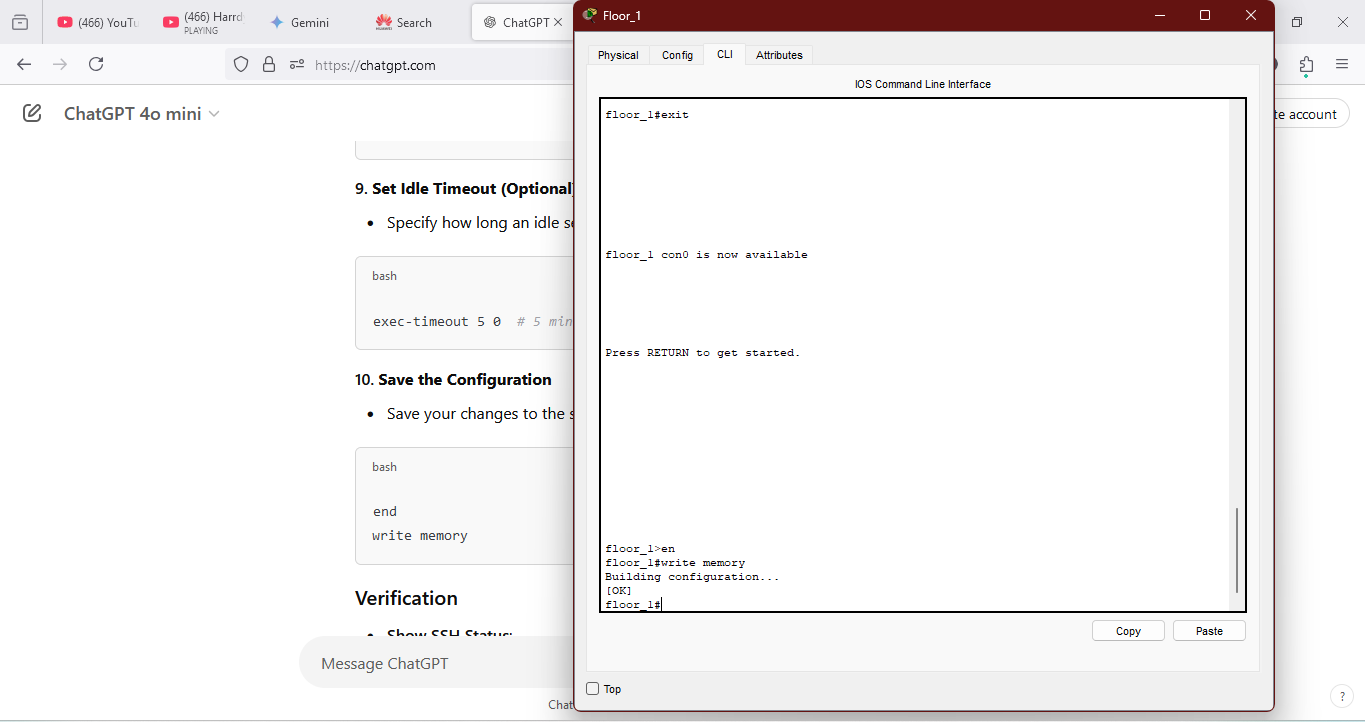 (466) YouTu
(466) Harrd
PLAYING
Gemini
HUAWEI
Search
ChatGPT
https://chatgpt.com
ChatGPT 4o mini
te account
9. Set Idle Timeout (Optional)
Specify how long an idle se
bash
exec-timeout 5 0 # 5 min
10. Save the Configuration
Save your changes to the s
bash
end
write memory
Verification
Show SSH Status:
Message ChatGPT
Chat
?
Floor_1
Physical
Config
CLI
Attributes
IOS Command Line Interface
floor_1#exit
floor_1 con0 is now available
Press RETURN to get started.
floor_1>en
floor_1#write memory
Building configuration...
[OK]
floor_1#
Copy
Paste
Top